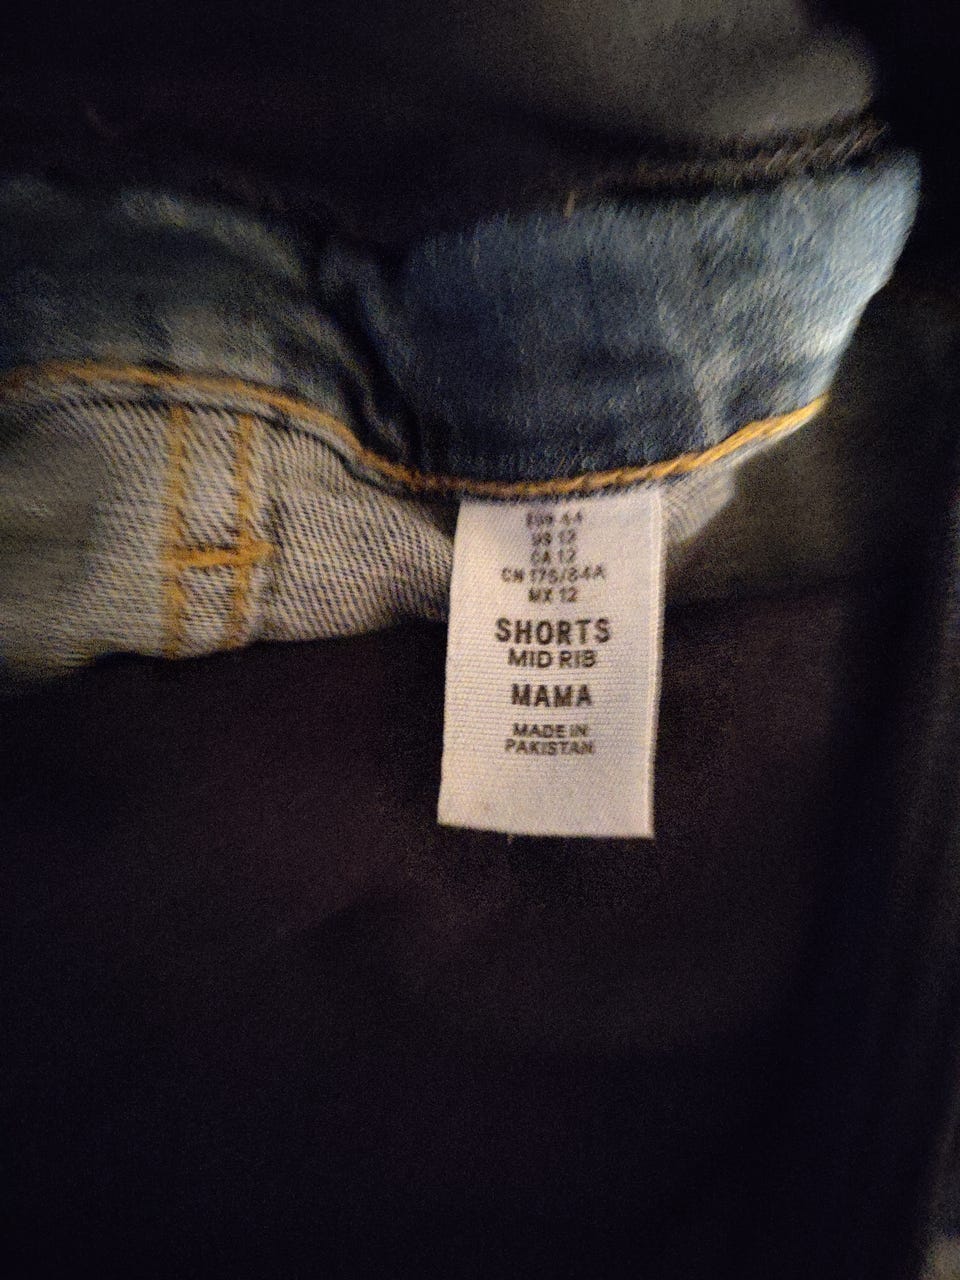 EUR 44
US 12
CA 12
CN 175/84A
MX 12
SHORTS
MID RIB
MAMA
MADE IN
PAKISTAN